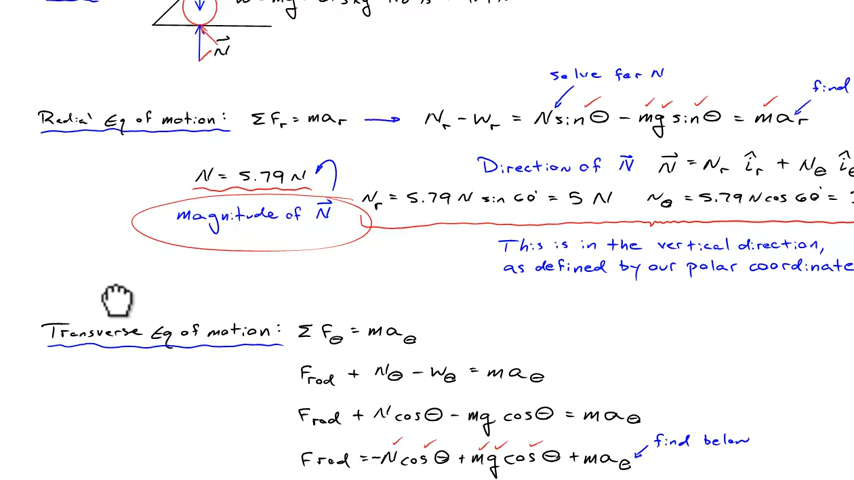 N
solve for N
find
Radial Eq of motion: ΣFr = mar → Nr - Wr = N sin Θ - mg sin Θ = mar
N = 5.79 N
Direction of N N = Nr ir + NΘ iΘ
magnitude of N
Nr = 5.79 N sin 60° = 5 N NΘ = 5.79 N cos 60° =
This is in the vertical direction,
as defined by our polar coordinate
Transverse Eq of motion: ΣFΘ = maΘ
Frod + NΘ - WΘ = maΘ
Frod + N cos Θ - mg cos Θ = maΘ
Frod = -N cos Θ + mg cos Θ + maΘ
find below